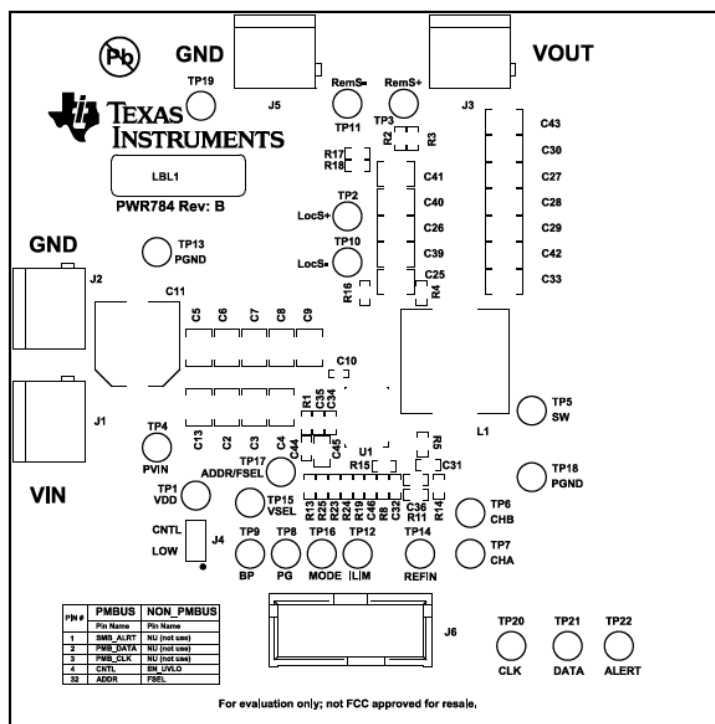 Pb
GND
VOUT
TP19
J5
RemS-
RemS+
TP11
TP3
J3
TEXAS
INSTRUMENTS
R2
R3
C43
C30
C27
C28
C29
C42
C33
R17
R18
C41
C40
C26
C39
C25
LBL1
PWR784 Rev: B
TP2
LocS+
TP10
LocS-
GND
TP13
PGND
J2
C11
R16
R4
C5
C6
C7
C8
C9
C10
J1
C13
C2
C3
C4
R1
C35
C34
C44
C45
U1
R15
R5
C31
L1
TP5
SW
TP4
PVIN
TP17
ADDR/FSEL
TP18
PGND
VIN
TP1
VDD
TP15
VSEL
R13
R25
R23
R24
R19
C46
R8
C32
C36
R11
R14
TP6
CHB
CNTL
LOW
J4
TP9
BP
TP8
PG
TP16
MODE
TP12
ILIM
TP14
REFIN
TP7
CHA
PIN # PMBUS NON_PMBUS
Pin Name Pin Name
1 SMB_ALRT NU (not use)
2 PMB_DATA NU (not use)
3 PMB_CLK NU (not use)
4 CNTL EN_UVLO
32 ADDR FSEL
J6
TP20
CLK
TP21
DATA
TP22
ALERT
For evaluation only; not FCC approved for resale.